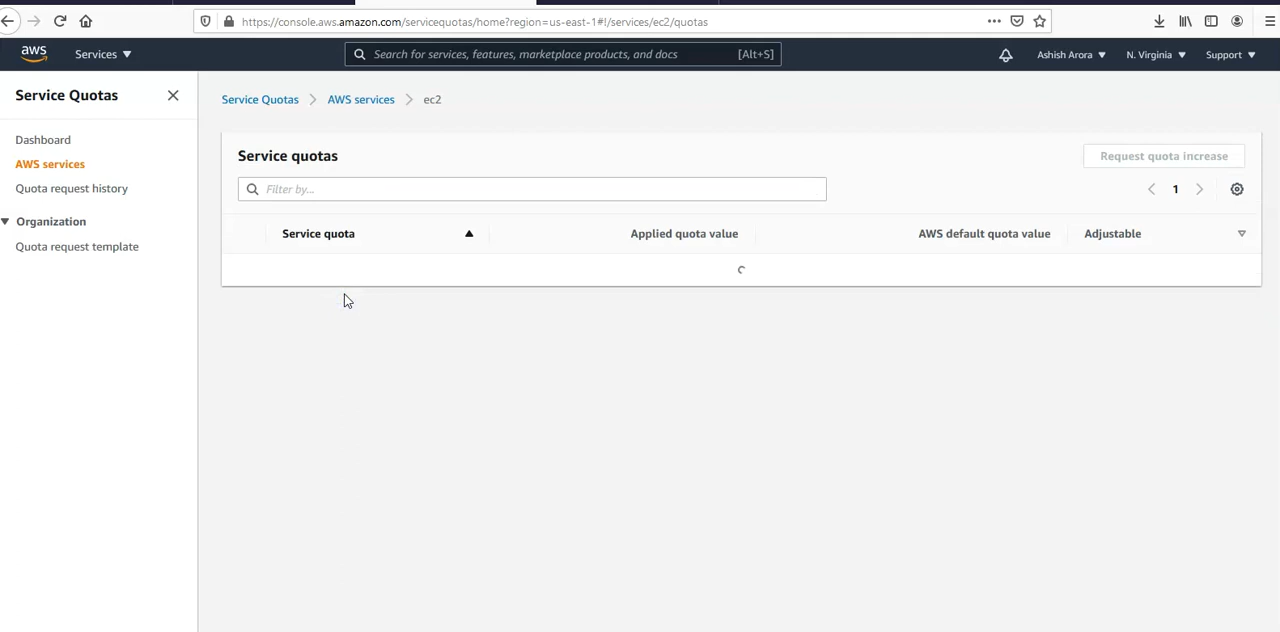 https://console.aws.amazon.com/servicequotas/home?region=us-east-1#!/services/ec2/quotas
aws Services Search for services, features, marketplace products, and docs [Alt+S] Ashish Arora N. Virginia Support
Service Quotas
Dashboard
AWS services
Quota request history
Organization
Quota request template
Service Quotas AWS services ec2
Service quotas Request quota increase
Filter by... 1
Service quota Applied quota value AWS default quota value Adjustable